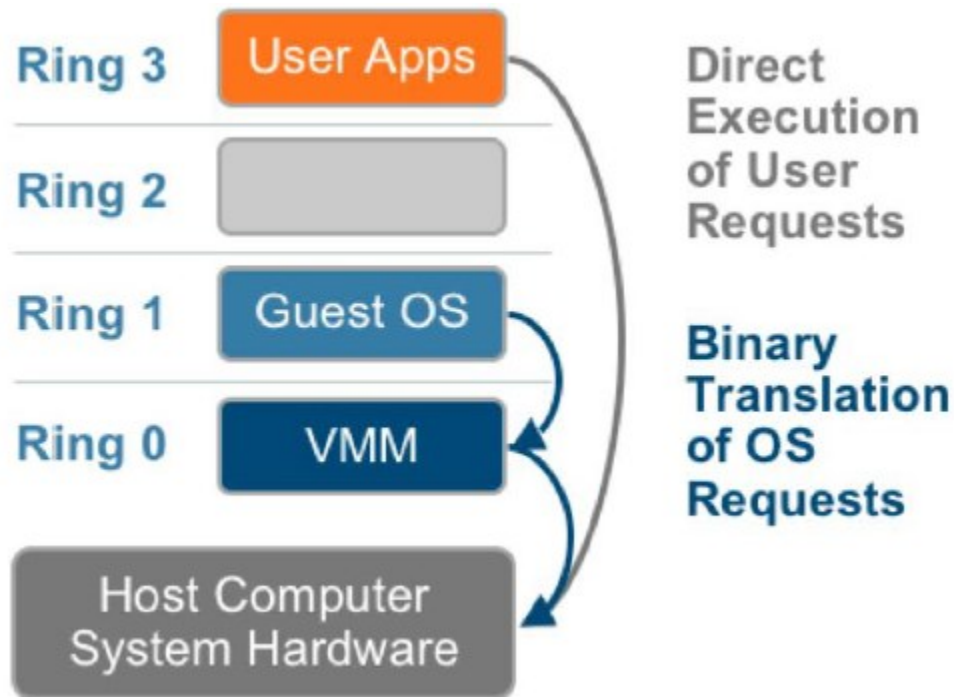 Ring 3
User Apps
Ring 2
Ring 1
Guest OS
Ring 0
VMM
Host Computer
System Hardware
Direct
Execution
of User
Requests
Binary
Translation
of OS
Requests